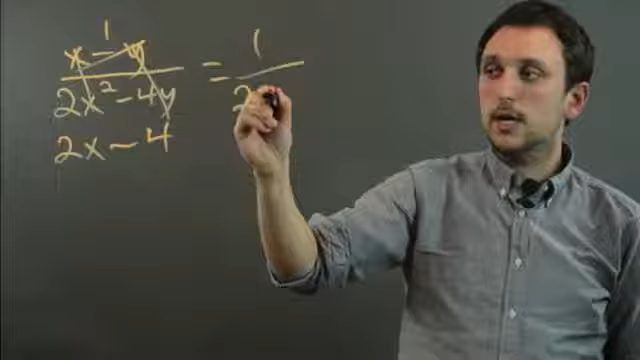 1
x - y = 1
2x² - 4y 2
2x - 4